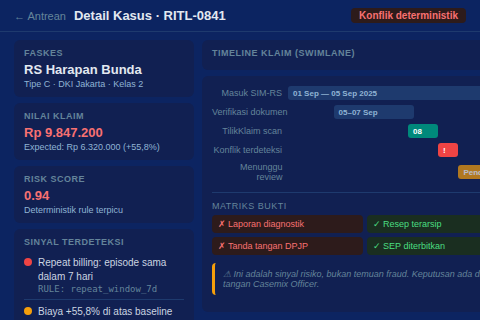 ← Antrean Detail Kasus · RITL-0841 Konflik deterministik
FASKES
RS Harapan Bunda
Tipe C · DKI Jakarta · Kelas 2
NILAI KLAIM
Rp 9.847.200
Expected: Rp 6.320.000 (+55,8%)
RISK SCORE
0.94
Deterministik rule terpicu
SINYAL TERDETEKSI
Repeat billing: episode sama
dalam 7 hari
RULE: repeat_window_7d
Biaya +55,8% di atas baseline
TIMELINE KLAIM (SWIMLANE)
Masuk SIM-RS 01 Sep — 05 Sep 2025
Verifikasi dokumen 05–07 Sep
TilikKlaim scan 08
Konflik terdeteksi !
Menunggu
review
MATRIKS BUKTI
✗ Laporan diagnostik ✓ Resep terarsip
✗ Tanda tangan DPJP ✓ SEP diterbitkan
⚠ Ini adalah sinyal risiko, bukan temuan fraud. Keputusan ada d
tangan Casemix Officer.